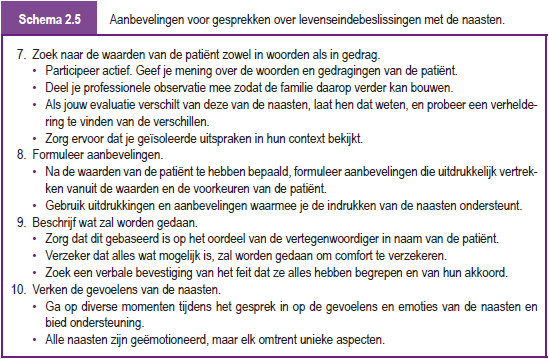 Schema 2.5 Aanbevelingen voor gesprekken over levenseindebeslissingen met de naasten.
7. Zoek naar de waarden van de patiënt zowel in woorden als in gedrag.
• Participeer actief. Geef je mening over de woorden en gedragingen van de patiënt.
• Deel je professionele observatie mee zodat de familie daarop verder kan bouwen.
• Als jouw evaluatie verschilt van deze van de naasten, laat hen dat weten, en probeer een verhelde-
ring te vinden van de verschillen.
• Zorg ervoor dat je geïsoleerde uitspraken in hun context bekijkt.
8. Formuleer aanbevelingen.
• Na de waarden van de patiënt te hebben bepaald, formuleer aanbevelingen die uitdrukkelijk vertrek-
ken vanuit de waarden en de voorkeuren van de patiënt.
• Gebruik uitdrukkingen en aanbevelingen waarmee je de indrukken van de naasten ondersteunt.
9. Beschrijf wat zal worden gedaan.
• Zorg dat dit gebaseerd is op het oordeel van de vertegenwoordiger in naam van de patiënt.
• Verzeker dat alles wat mogelijk is, zal worden gedaan om comfort te verzekeren.
• Zoek een verbale bevestiging van het feit dat ze alles hebben begrepen en van hun akkoord.
10. Verken de gevoelens van de naasten.
• Ga op diverse momenten tijdens het gesprek in op de gevoelens en emoties van de naasten en
bied ondersteuning.
• Alle naasten zijn geëmotioneerd, maar elk omtrent unieke aspecten.